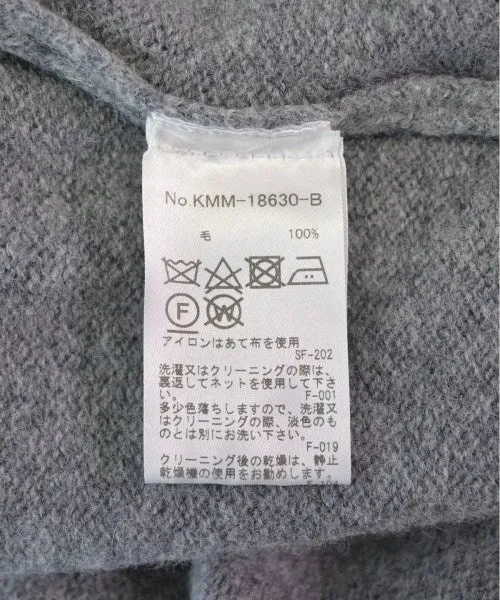 No.KMM-18630-B
毛 100%
F W
アイロンはあて布を使用
SF-202
洗濯又はクリーニングの際は、
裏返してネットを使用して下さ
い。 F-001
多少色落ちしますので、洗濯又
はクリーニングの際、淡色のも
のとは別にお洗い下さい。
F-019
クリーニング後の乾燥は、静止
乾燥機の使用をお勧めします。